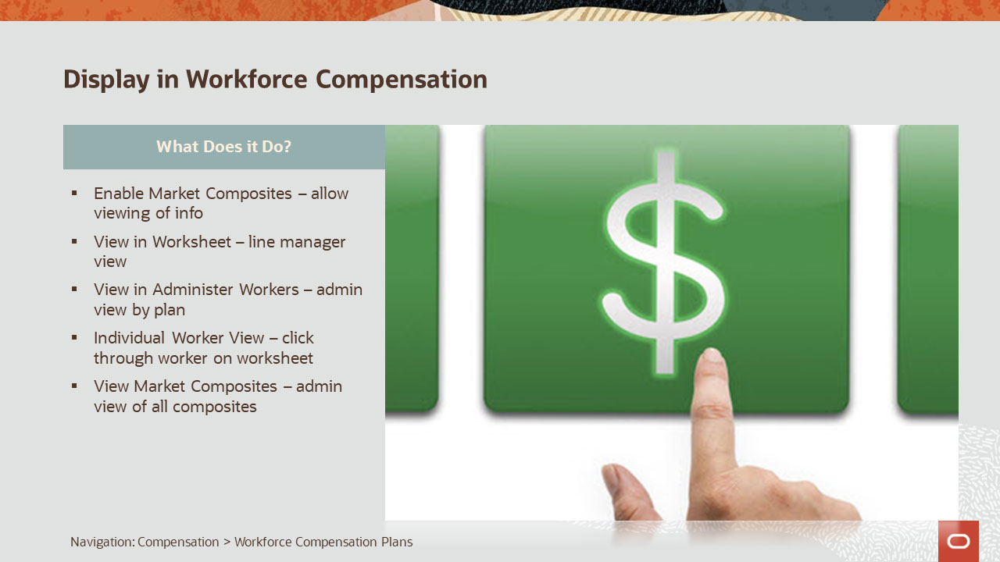 Display in Workforce Compensation
What Does it Do?
▪ Enable Market Composites – allow
viewing of info
▪ View in Worksheet – line manager
view
▪ View in Administer Workers – admin
view by plan
▪ Individual Worker View – click
through worker on worksheet
▪ View Market Composites – admin
view of all composites
$
Navigation: Compensation > Workforce Compensation Plans